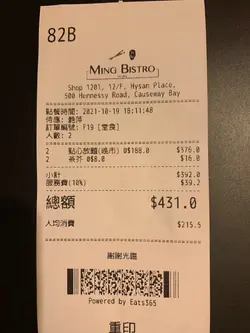 82B
MING BISTRO
Shop 1201, 12/F, Hysan Place,
500 Hennessy Road, Causeway Bay
點餐時間: 2021-10-19 18:11:48
侍應: 艷萍
訂單編號: F19 [堂食]
人數: 2
2 點心放題(晚市) @$188.0 $376.0
2 茶芥 @$8.0 $16.0
小計 $392.0
服務費(10%) $39.2
總額 $431.0
人均消費 $215.5
謝謝光臨
Powered by Eats365
重印